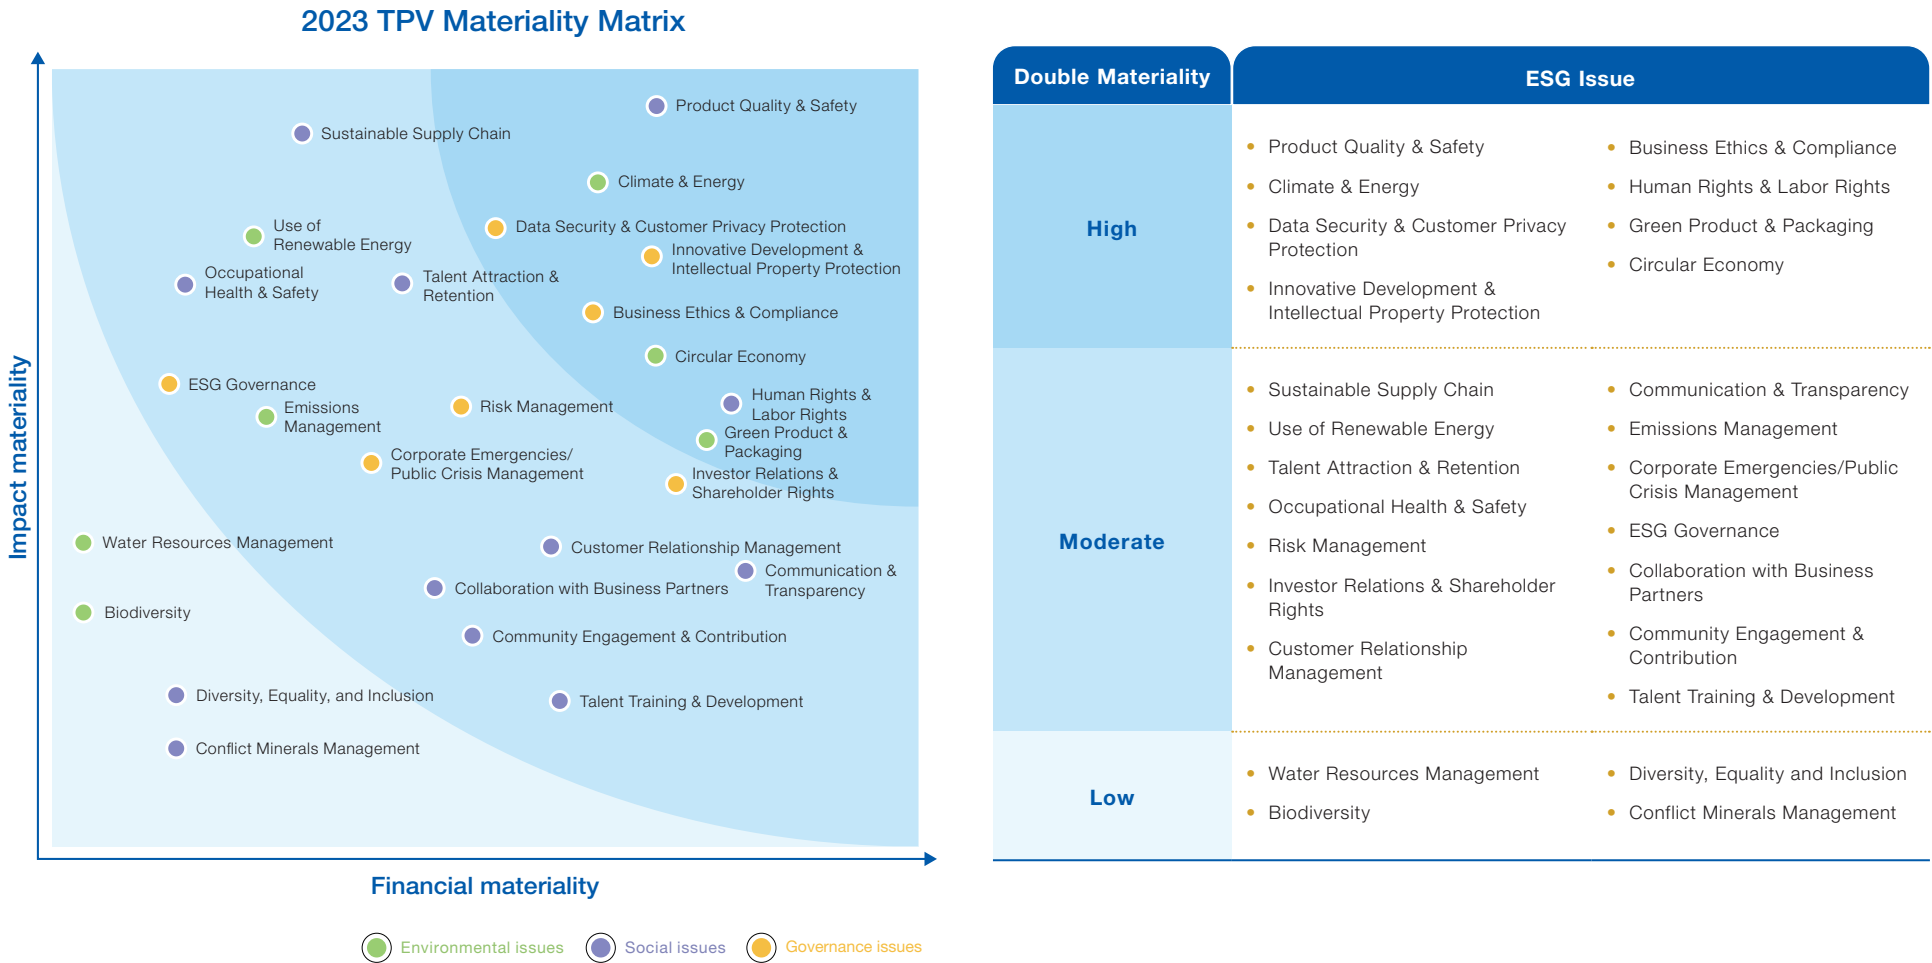 2023 TPV Materiality Matrix
Impact materiality
Product Quality & Safety
Sustainable Supply Chain
Climate & Energy
Use of
Renewable Energy
Data Security & Customer Privacy Protection
Innovative Development &
Intellectual Property Protection
Occupational
Health & Safety
Talent Attraction &
Retention
Business Ethics & Compliance
Circular Economy
ESG Governance
Human Rights &
Labor Rights
Emissions
Management
Risk Management
Green Product &
Packaging
Corporate Emergencies/
Public Crisis Management
Investor Relations &
Shareholder Rights
Water Resources Management
Customer Relationship Management
Communication &
Transparency
Collaboration with Business Partners
Biodiversity
Community Engagement & Contribution
Diversity, Equality, and Inclusion
Talent Training & Development
Conflict Minerals Management
Financial materiality
Environmental issues
Social issues
Governance issues
Double Materiality
ESG Issue
High
• Product Quality & Safety
• Climate & Energy
• Data Security & Customer Privacy
Protection
• Innovative Development &
Intellectual Property Protection
• Business Ethics & Compliance
• Human Rights & Labor Rights
• Green Product & Packaging
• Circular Economy
Moderate
• Sustainable Supply Chain
• Use of Renewable Energy
• Talent Attraction & Retention
• Occupational Health & Safety
• Risk Management
• Investor Relations & Shareholder
Rights
• Customer Relationship
Management
• Communication & Transparency
• Emissions Management
• Corporate Emergencies/Public
Crisis Management
• ESG Governance
• Collaboration with Business
Partners
• Community Engagement &
Contribution
• Talent Training & Development
Low
• Water Resources Management
• Biodiversity
• Diversity, Equality and Inclusion
• Conflict Minerals Management